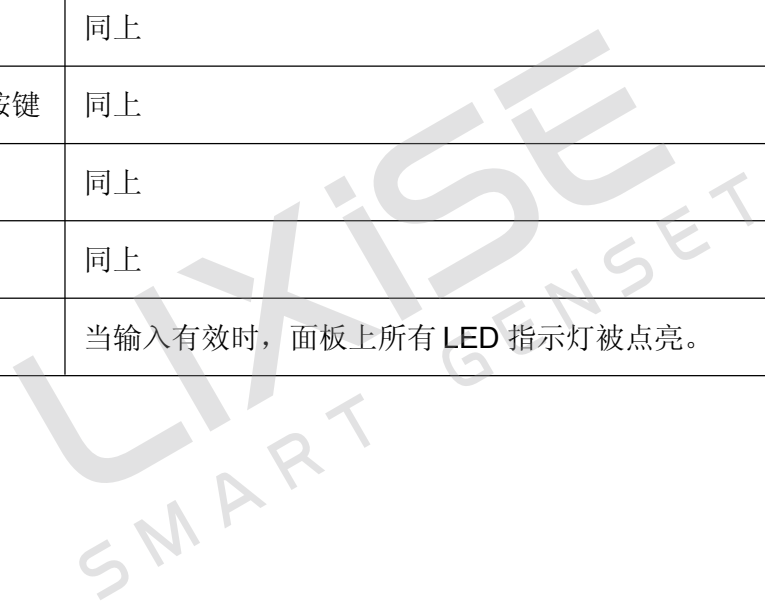 同上
按键 同上
同上
同上
当输入有效时，面板上所有 LED 指示灯被点亮。
LIXiSE
SMART GENSET